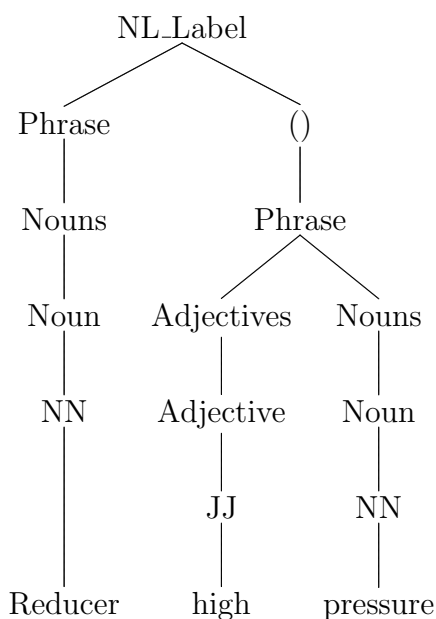 NL_Label
Phrase ()
Nouns Phrase
Noun Adjectives Nouns
NN Adjective Noun
JJ NN
Reducer high pressure